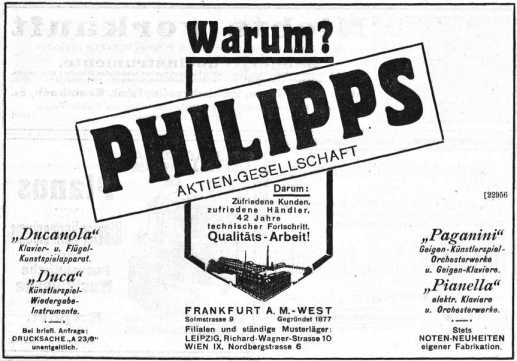 Warum?
PHILIPPS
AKTIEN-GESELLSCHAFT
Darum:
Zufriedene Kunden,
zufriedene Händler,
42 Jahre
technischer Fortschritt.
Qualitäts-Arbeit!
[22956
„Ducanola“
Klavier- u. Flügel-
Kunstspielapparat.
„Duca“
Künstlerspiel-
Wiedergabe-
Instrumente.
Bei briefl. Anfrage:
DRUCKSACHE „A 23/8“
unentgeltlich.
FRANKFURT A. M.-WEST
Solmstrasse 9 Gegründet 1877
Filialen und ständige Musterläger:
LEIPZIG, Richard-Wagner-Strasse 10
WIEN IX, Nordbergstrasse 6
„Paganini“
Geigen-Künstlerspiel-
Orchesterwerke
u. Geigen-Klaviere.
„Pianella“
elektr. Klaviere
u. Orchesterwerke.
Stets
NOTEN-NEUHEITEN
eigener Fabrikation.